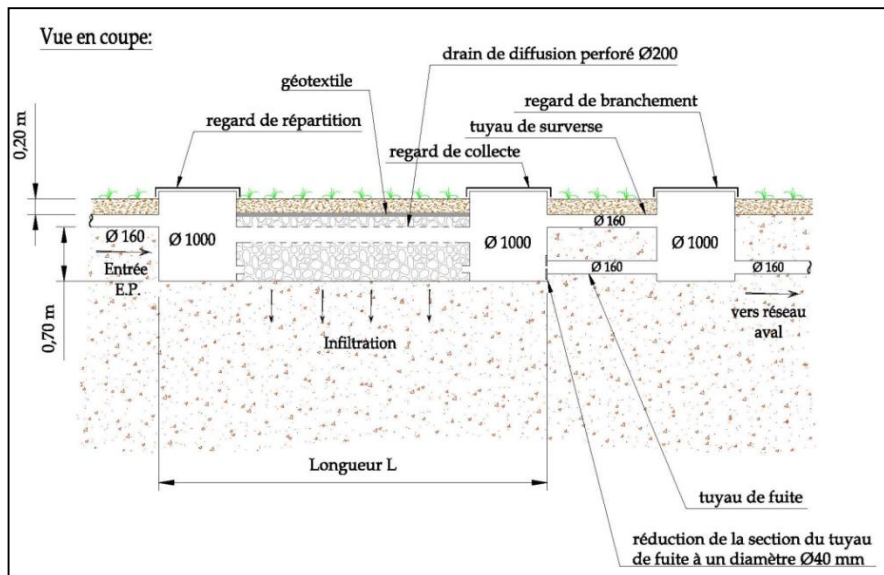 Vue en coupe:
drain de diffusion perforé Ø200
géotextile
regard de branchement
regard de répartition
tuyau de surverse
regard de collecte
0,20 m
Ø 160
Ø 160
Ø 1000
Ø 1000
Ø 1000
Ø 160
Ø 160
Entrée
E.P.
vers réseau
aval
0,70 m
Infiltration
Longueur L
tuyau de fuite
réduction de la section du tuyau
de fuite à un diamètre Ø40 mm